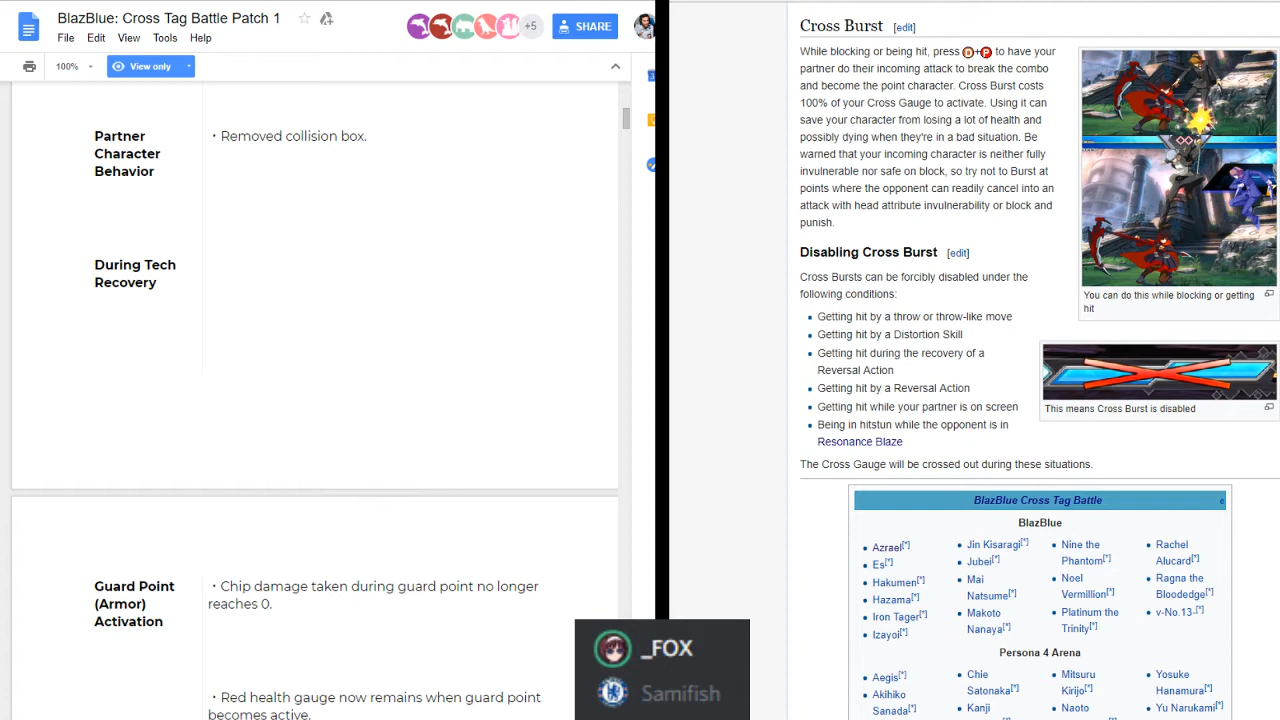 BlazBlue: Cross Tag Battle Patch 1
File Edit View Tools Help
+5
SHARE
100%
View only
Partner
Character
Behavior
・Removed collision box.
During Tech
Recovery
Guard Point
(Armor)
Activation
・Chip damage taken during guard point no longer
reaches 0.
・Red health gauge now remains when guard point
becomes active.
_FOX
Samifish
Cross Burst [edit]
While blocking or being hit, press D+P to have your
partner do their incoming attack to break the combo
and become the point character. Cross Burst costs
100% of your Cross Gauge to activate. Using it can
save your character from losing a lot of health and
possibly dying when they're in a bad situation. Be
warned that your incoming character is neither fully
invulnerable nor safe on block, so try not to Burst at
points where the opponent can readily cancel into an
attack with head attribute invulnerability or block and
punish.
You can do this while blocking or getting
hit
Disabling Cross Burst [edit]
Cross Bursts can be forcibly disabled under the
following conditions:
Getting hit by a throw or throw-like move
Getting hit by a Distortion Skill
Getting hit during the recovery of a
Reversal Action
Getting hit by a Reversal Action
Getting hit while your partner is on screen
Being in hitstun while the opponent is in
Resonance Blaze
This means Cross Burst is disabled
The Cross Gauge will be crossed out during these situations.
BlazBlue Cross Tag Battle
e
BlazBlue
Azrael[*]
Es[*]
Hakumen[*]
Hazama[*]
Iron Tager[*]
Izayoi[*]
Jin Kisaragi[*]
Jubei[*]
Mai
Natsume[*]
Makoto
Nanaya[*]
Nine the
Phantom[*]
Noel
Vermillion[*]
Platinum the
Trinity[*]
Rachel
Alucard[*]
Ragna the
Bloodedge[*]
ν-No.13-[*]
Persona 4 Arena
Aegis[*]
Akihiko
Sanada[*]
Chie
Satonaka[*]
Kanji
Mitsuru
Kirijo[*]
Naoto
Yosuke
Hanamura[*]
Yu Narukami[*]